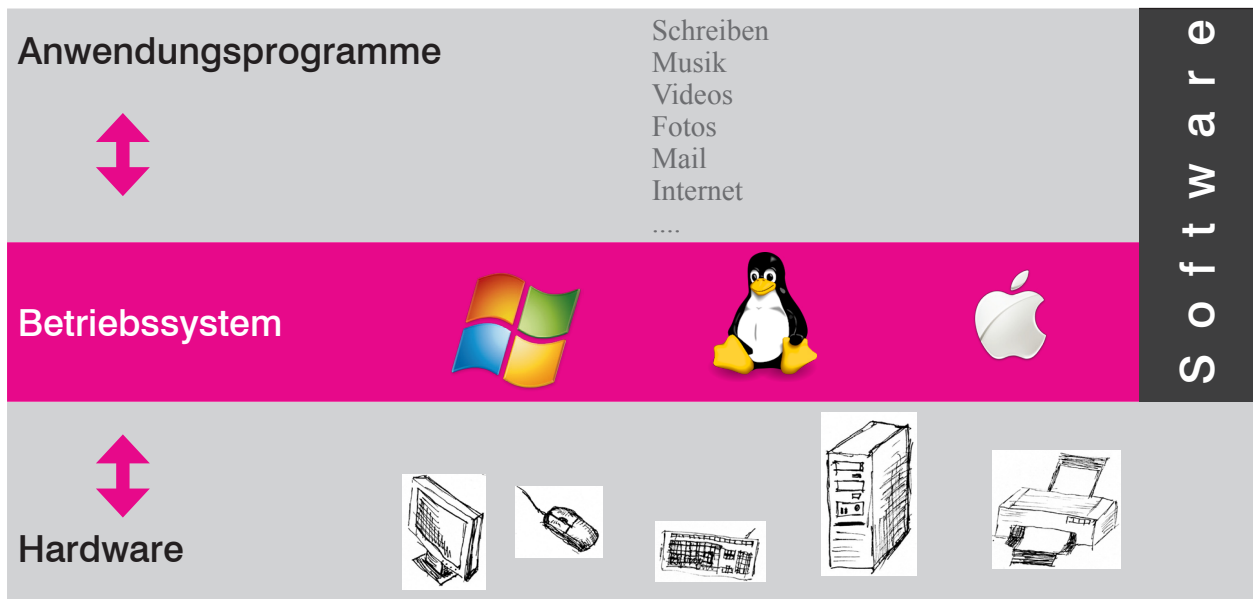 Anwendungsprogramme
Schreiben
Musik
Videos
Fotos
Mail
Internet
....
Betriebssystem
Hardware
Software